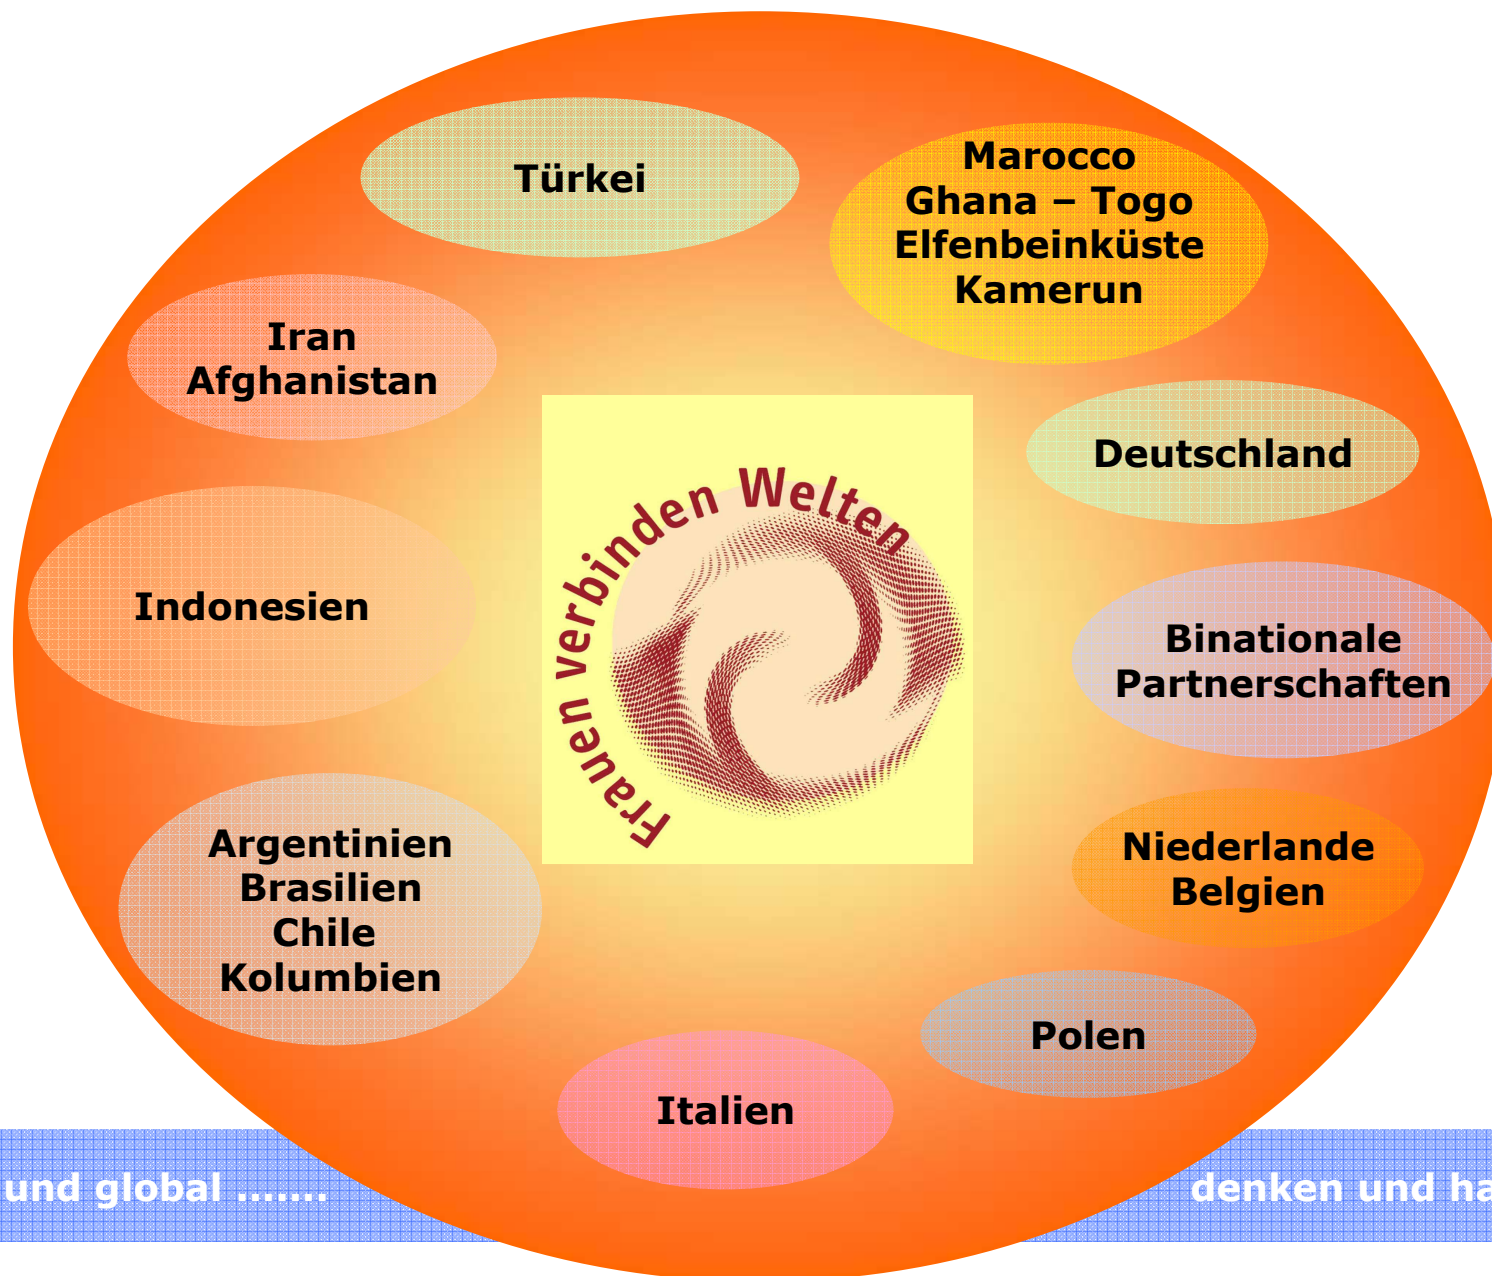 Türkei
Marocco
Ghana – Togo
Elfenbeinküste
Kamerun
Iran
Afghanistan
Deutschland
Frauen verbinden Welten
Indonesien
Binationale
Partnerschaften
Argentinien
Brasilien
Chile
Kolumbien
Niederlande
Belgien
Polen
Italien
und global .......
denken und ha